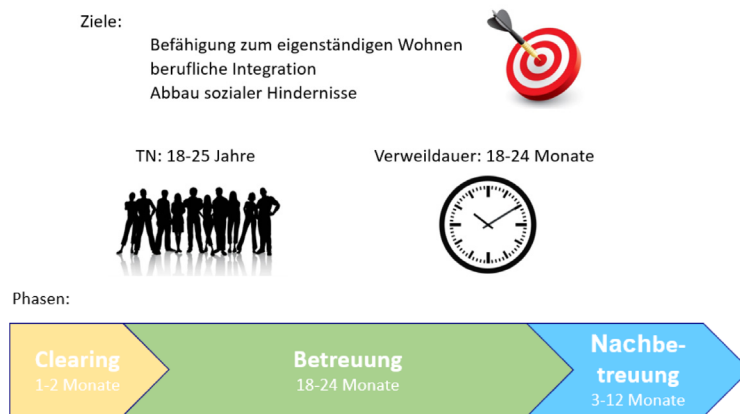 Ziele:
Befähigung zum eigenständigen Wohnen
berufliche Integration
Abbau sozialer Hindernisse
TN: 18-25 Jahre
Verweildauer: 18-24 Monate
Phasen:
Clearing
1-2 Monate
Betreuung
18-24 Monate
Nachbe-
treuung
3-12 Monate